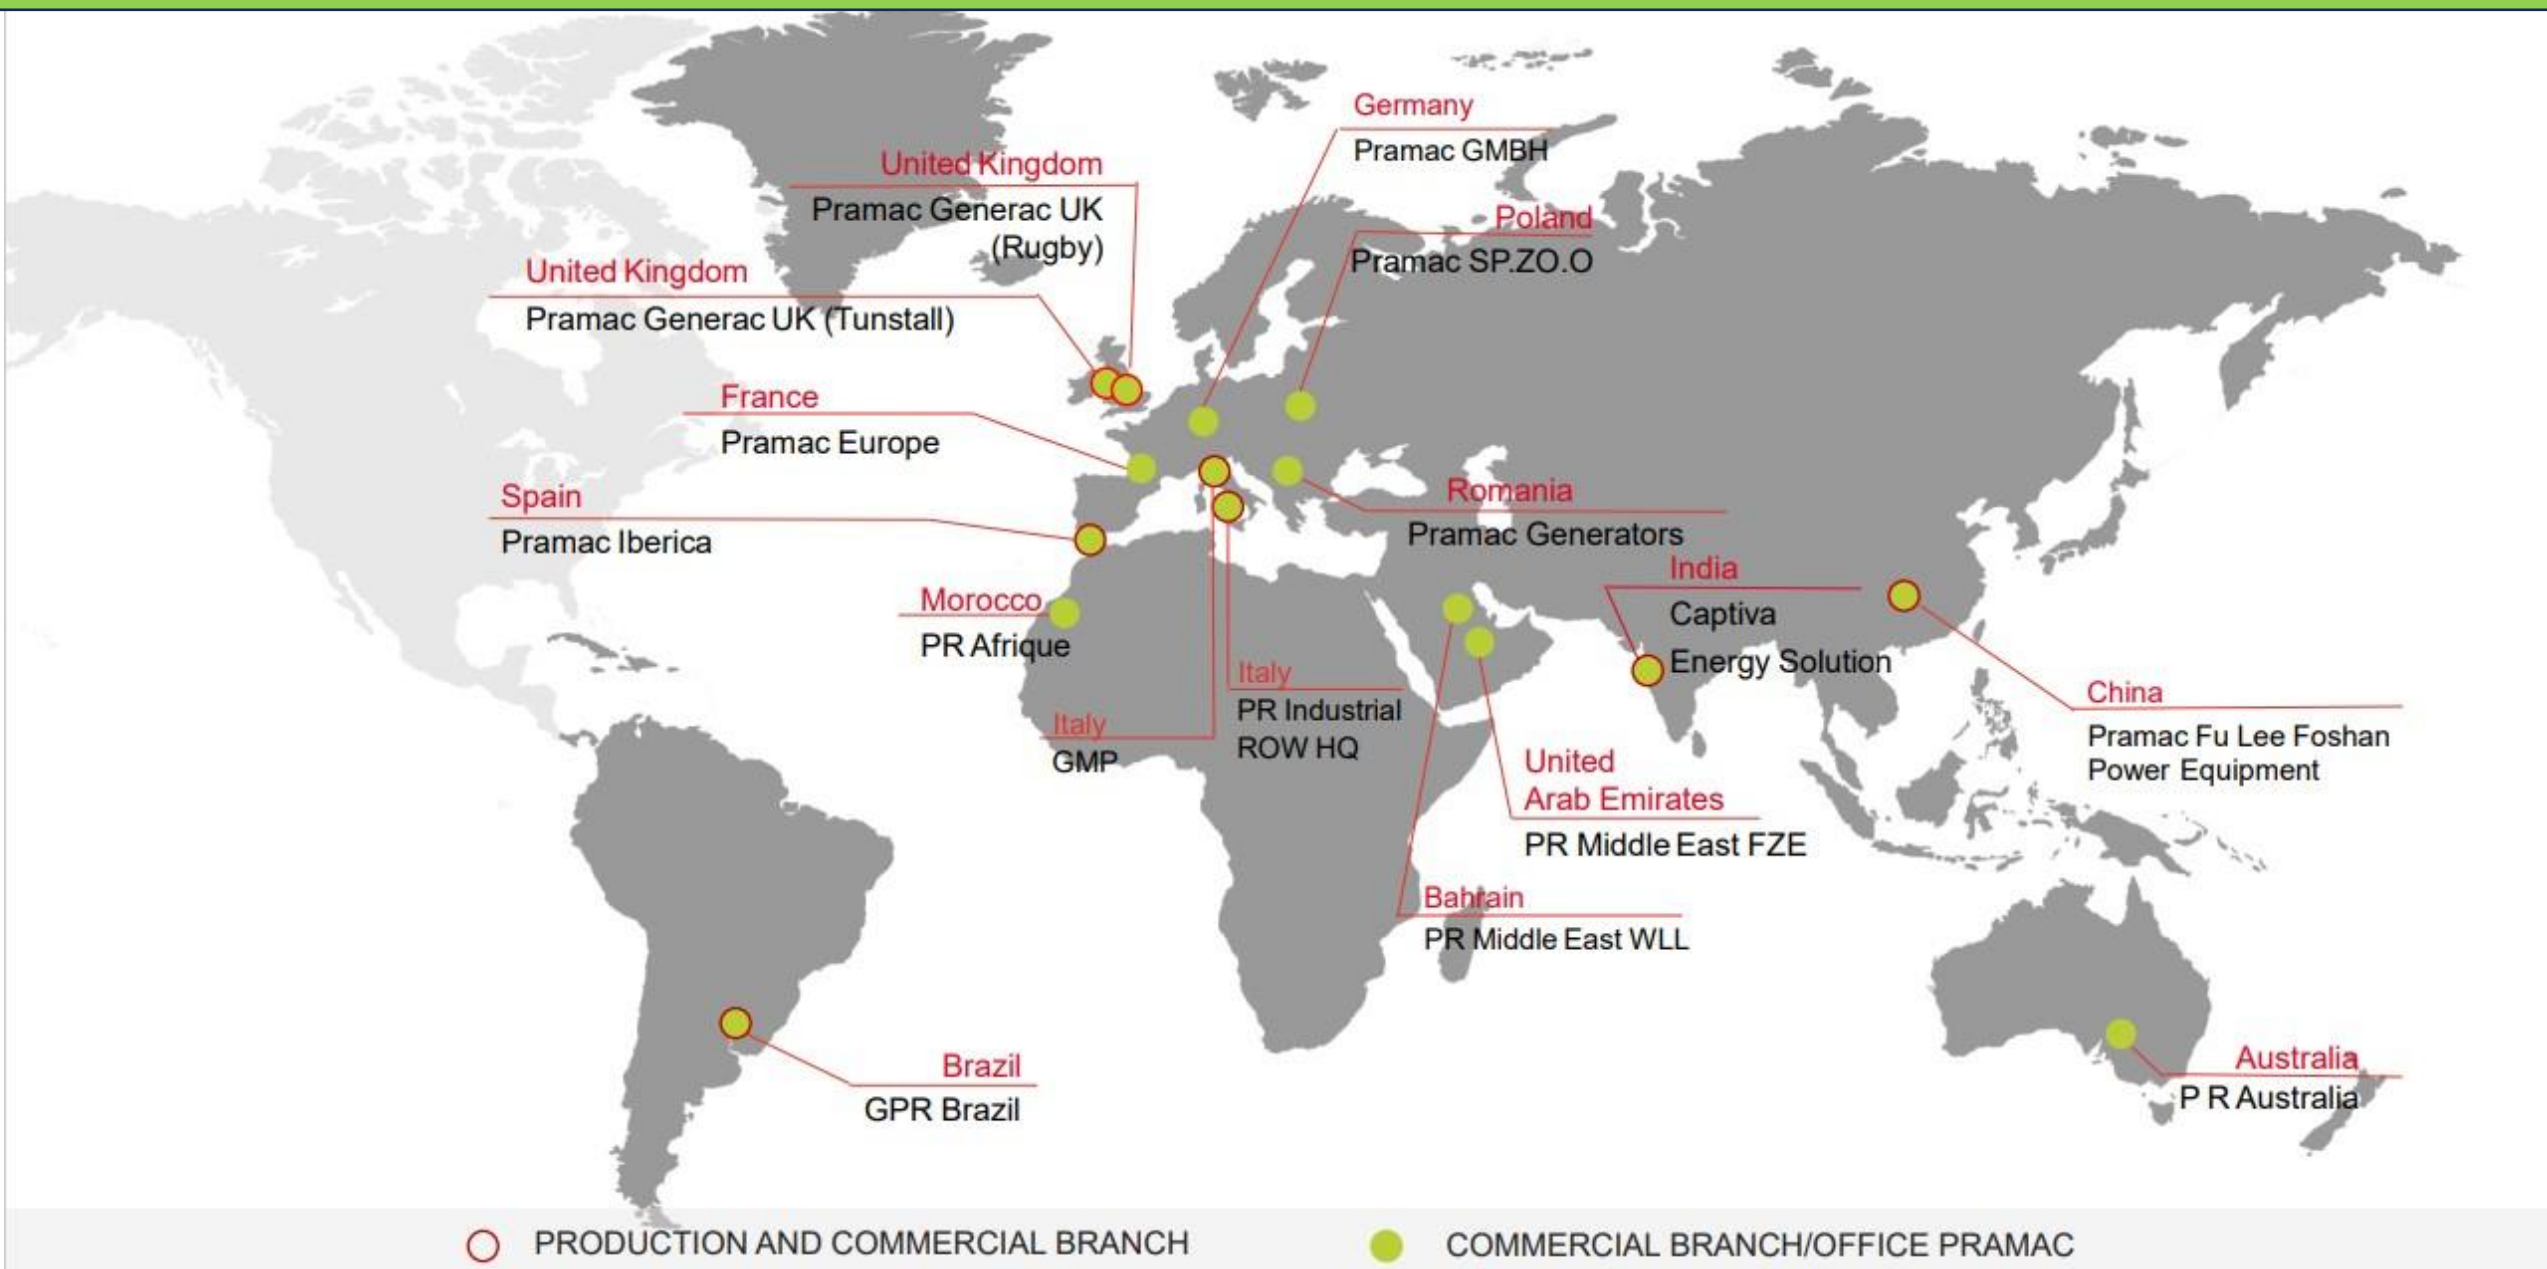 Germany
Pramac GMBH
United Kingdom
Pramac Generac UK
(Rugby)
Poland
Pramac SP.ZO.O
United Kingdom
Pramac Generac UK (Tunstall)
France
Pramac Europe
Spain
Pramac Iberica
Romania
Pramac Generators
India
Captiva
Energy Solution
Morocco
PR Afrique
Italy
PR Industrial
ROW HQ
Italy
GMP
China
Pramac Fu Lee Foshan
Power Equipment
United
Arab Emirates
PR Middle East FZE
Bahrain
PR Middle East WLL
Brazil
GPR Brazil
Australia
P R Australia
PRODUCTION AND COMMERCIAL BRANCH
COMMERCIAL BRANCH/OFFICE PRAMAC